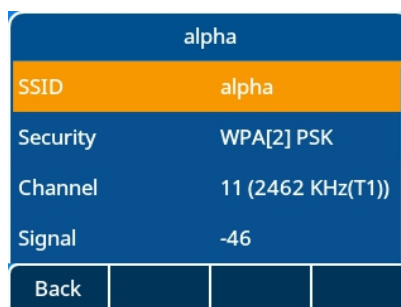 alpha
SSID alpha
Security WPA[2] PSK
Channel 11 (2462 KHz(T1))
Signal -46
Back